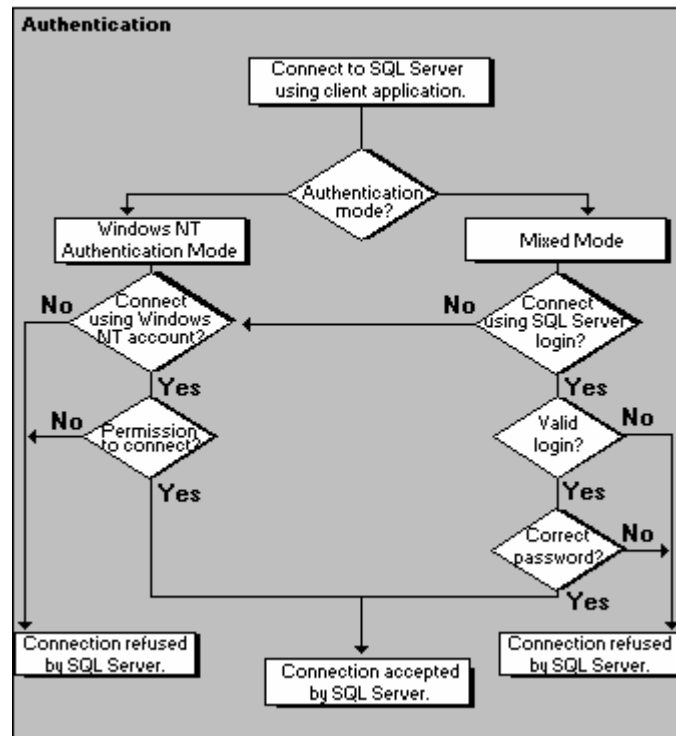 Authentication
Connect to SQL Server
using client application.
Authentication
mode?
Windows NT
Authentication Mode
Mixed Mode
No
Connect
using Windows
NT account?
No
Connect
using SQL Server
login?
Yes
Yes
No
Permission
to connect?
Valid
login?
No
Yes
Yes
Correct
password?
No
Yes
Connection refused
by SQL Server.
Connection accepted
by SQL Server.
Connection refused
by SQL Server.